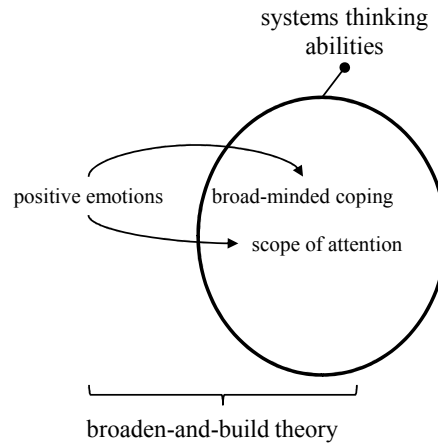 systems thinking
abilities
positive emotions
broad-minded coping
scope of attention
broaden-and-build theory